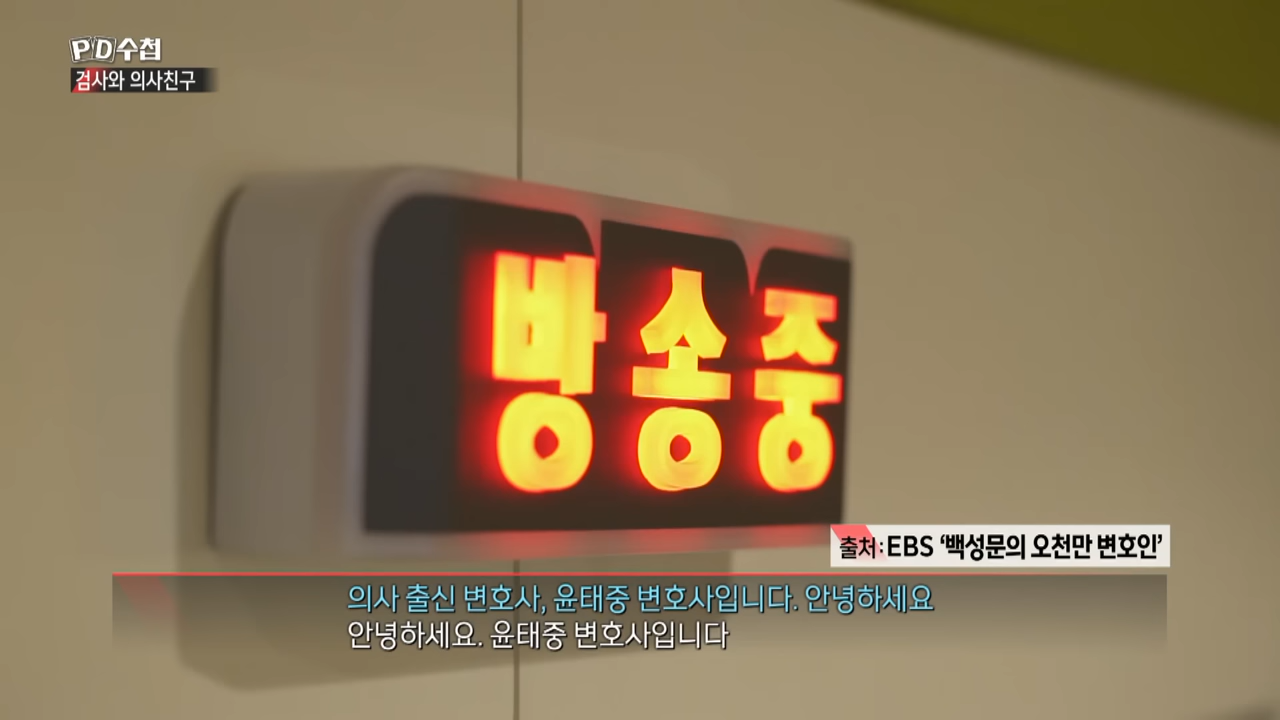 PD수첩
검사와 의사친구
방송중
출처:EBS ‘백성문의 오천만 변호인’
의사 출신 변호사, 윤태중 변호사입니다. 안녕하세요
안녕하세요. 윤태중 변호사입니다